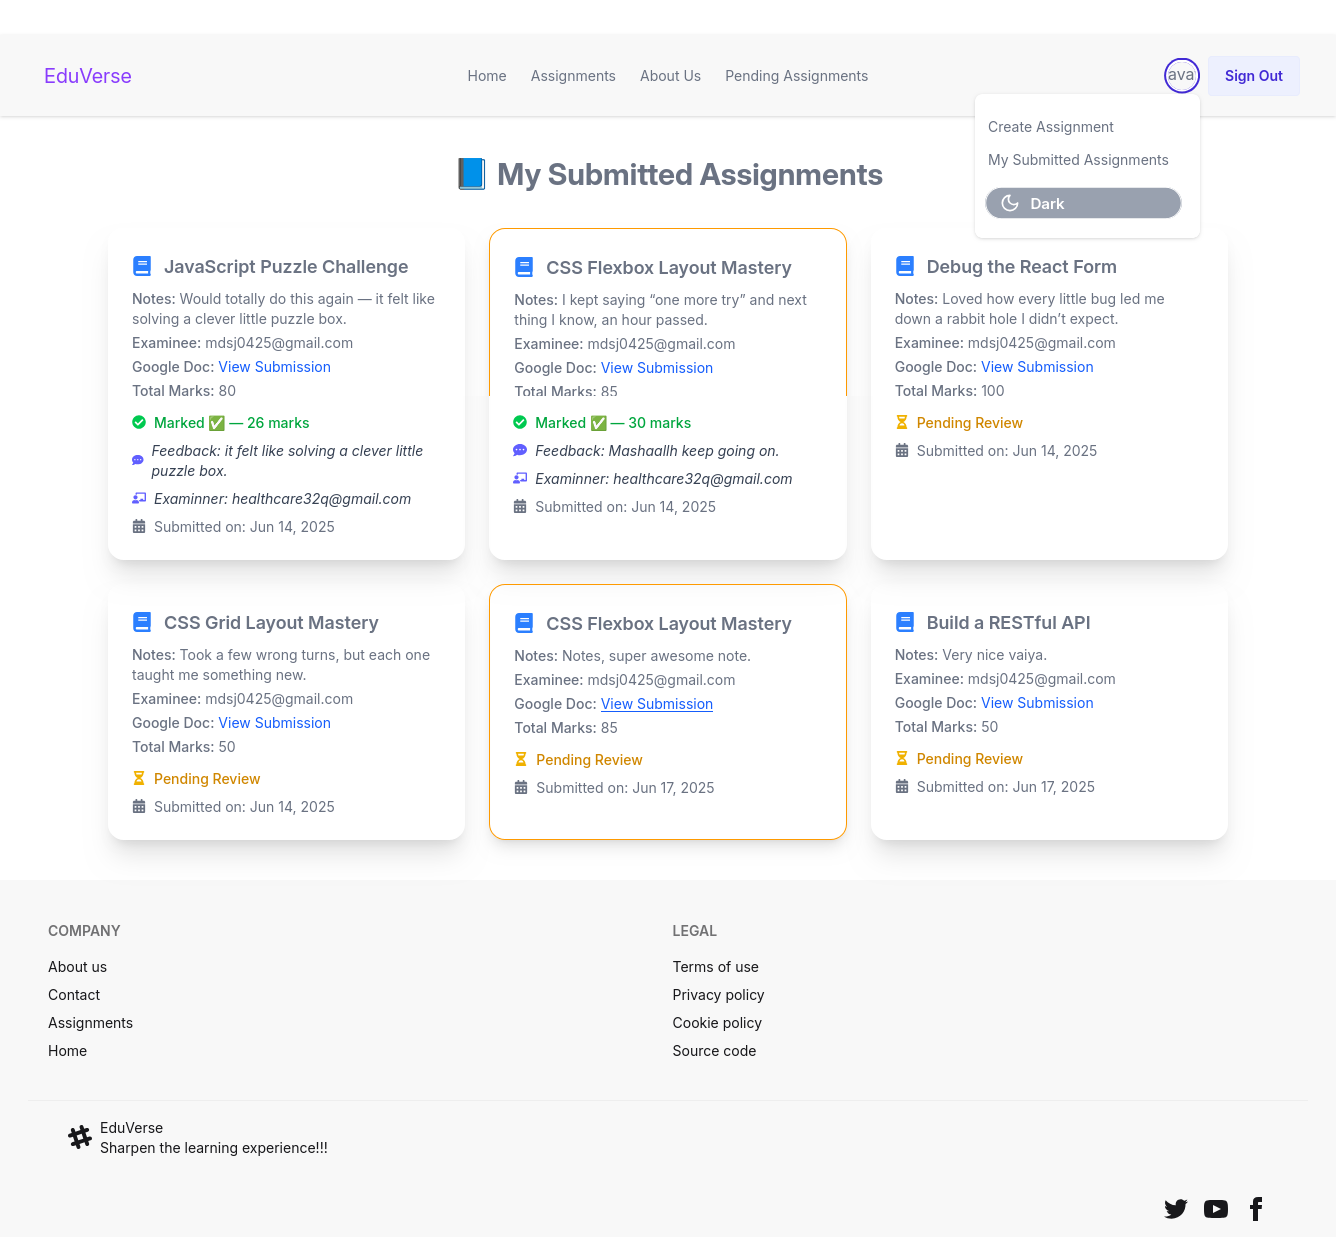 EduVerse
Home
Assignments
About Us
Pending Assignments
ava
Sign Out
Create Assignment
My Submitted Assignments
Dark
📘 My Submitted Assignments
JavaScript Puzzle Challenge
Notes: Would totally do this again — it felt like
solving a clever little puzzle box.
Examinee: mdsj0425@gmail.com
Google Doc: View Submission
Total Marks: 80
Marked ✅ — 26 marks
Feedback: it felt like solving a clever little
puzzle box.
Examinner: healthcare32q@gmail.com
Submitted on: Jun 14, 2025
CSS Flexbox Layout Mastery
Notes: I kept saying “one more try” and next
thing I know, an hour passed.
Examinee: mdsj0425@gmail.com
Google Doc: View Submission
Total Marks: 85
Marked ✅ — 30 marks
Feedback: Mashaallh keep going on.
Examinner: healthcare32q@gmail.com
Submitted on: Jun 14, 2025
Debug the React Form
Notes: Loved how every little bug led me
down a rabbit hole I didn’t expect.
Examinee: mdsj0425@gmail.com
Google Doc: View Submission
Total Marks: 100
Pending Review
Submitted on: Jun 14, 2025
CSS Grid Layout Mastery
Notes: Took a few wrong turns, but each one
taught me something new.
Examinee: mdsj0425@gmail.com
Google Doc: View Submission
Total Marks: 50
Pending Review
Submitted on: Jun 14, 2025
CSS Flexbox Layout Mastery
Notes: Notes, super awesome note.
Examinee: mdsj0425@gmail.com
Google Doc: View Submission
Total Marks: 85
Pending Review
Submitted on: Jun 17, 2025
Build a RESTful API
Notes: Very nice vaiya.
Examinee: mdsj0425@gmail.com
Google Doc: View Submission
Total Marks: 50
Pending Review
Submitted on: Jun 17, 2025
COMPANY
About us
Contact
Assignments
Home
LEGAL
Terms of use
Privacy policy
Cookie policy
Source code
EduVerse
Sharpen the learning experience!!!